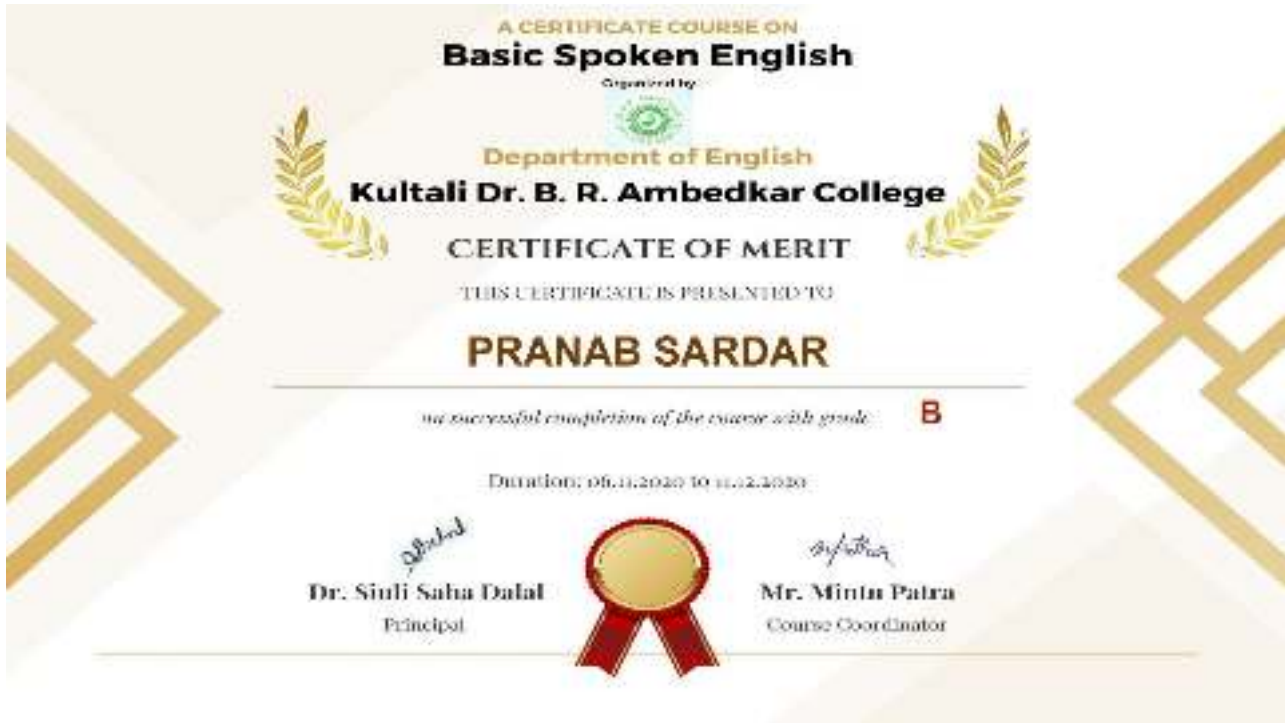 A CERTIFICATE COURSE ON
Basic Spoken English
Organized by
Department of English
Kultali Dr. B. R. Ambedkar College
CERTIFICATE OF MERIT
THIS CERTIFICATE IS PRESENTED TO
PRANAB SARDAR
on successful completion of the course with grade B
Duration: 06.11.2020 to 11.12.2020
Dr. Siuli Saha Dalal Mr. Mintu Patra
Principal Course Coordinator